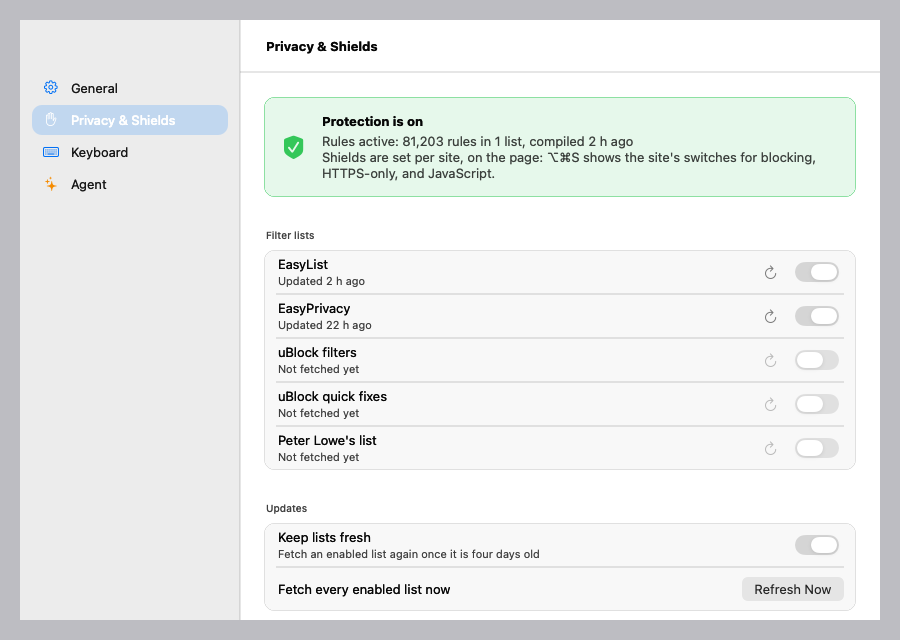 Privacy & Shields
General
Privacy & Shields
Keyboard
Agent
Protection is on
Rules active: 81,203 rules in 1 list, compiled 2 h ago
Shields are set per site, on the page: ⌥⌘S shows the site's switches for blocking,
HTTPS-only, and JavaScript.
Filter lists
EasyList
Updated 2 h ago
EasyPrivacy
Updated 22 h ago
uBlock filters
Not fetched yet
uBlock quick fixes
Not fetched yet
Peter Lowe's list
Not fetched yet
Updates
Keep lists fresh
Fetch an enabled list again once it is four days old
Fetch every enabled list now
Refresh Now